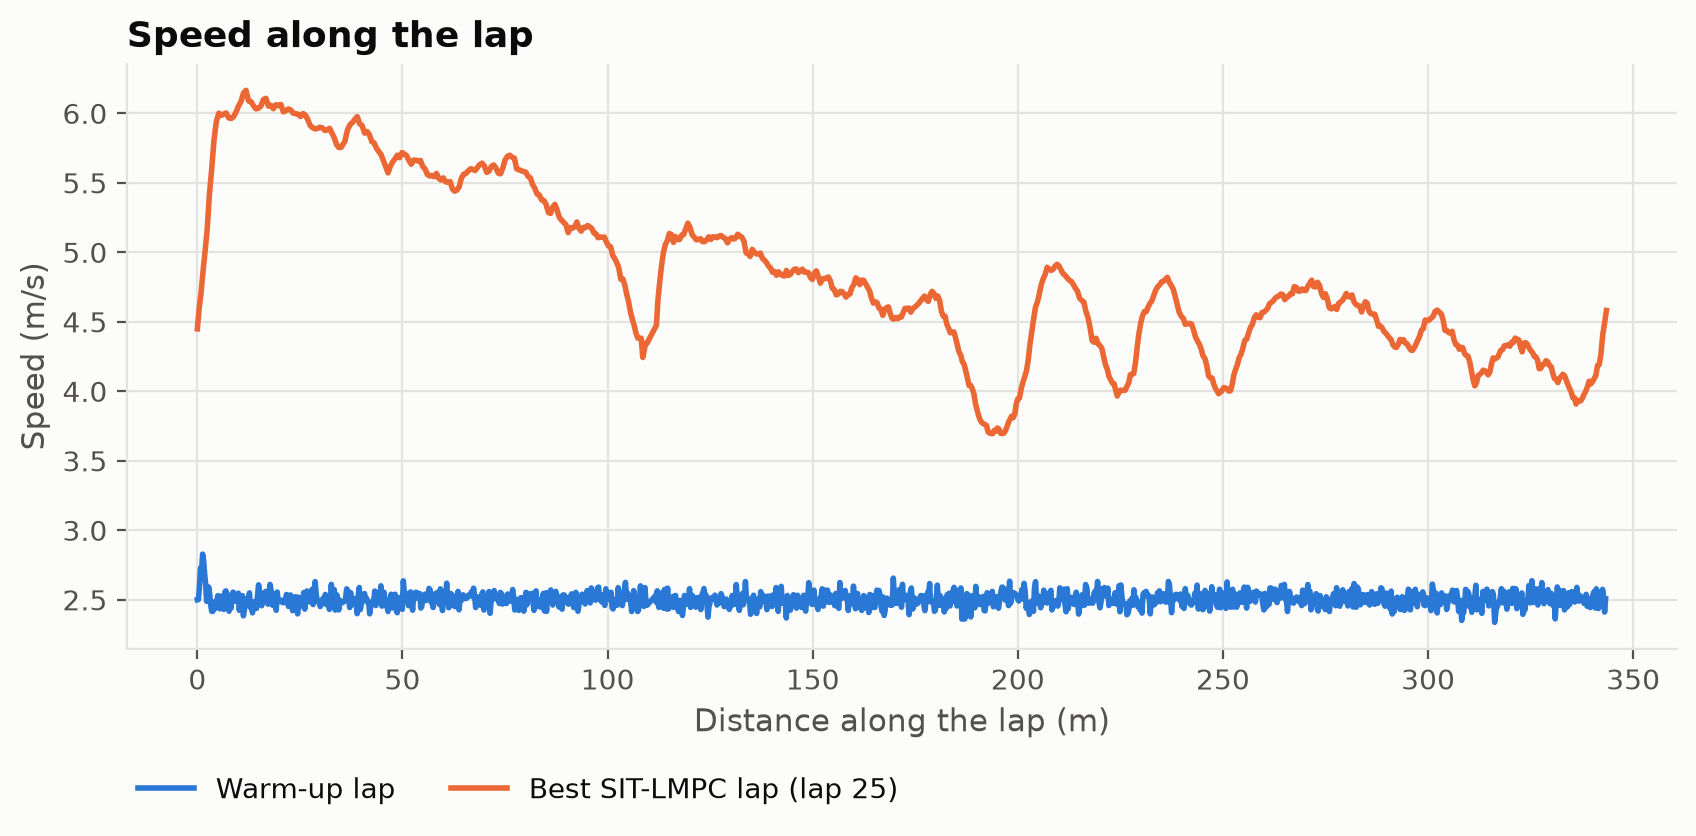 Speed along the lap
6.0
5.5
5.0
4.5
4.0
3.5
3.0
2.5
Speed (m/s)
0 50 100 150 200 250 300 350
Distance along the lap (m)
Warm-up lap Best SIT-LMPC lap (lap 25)